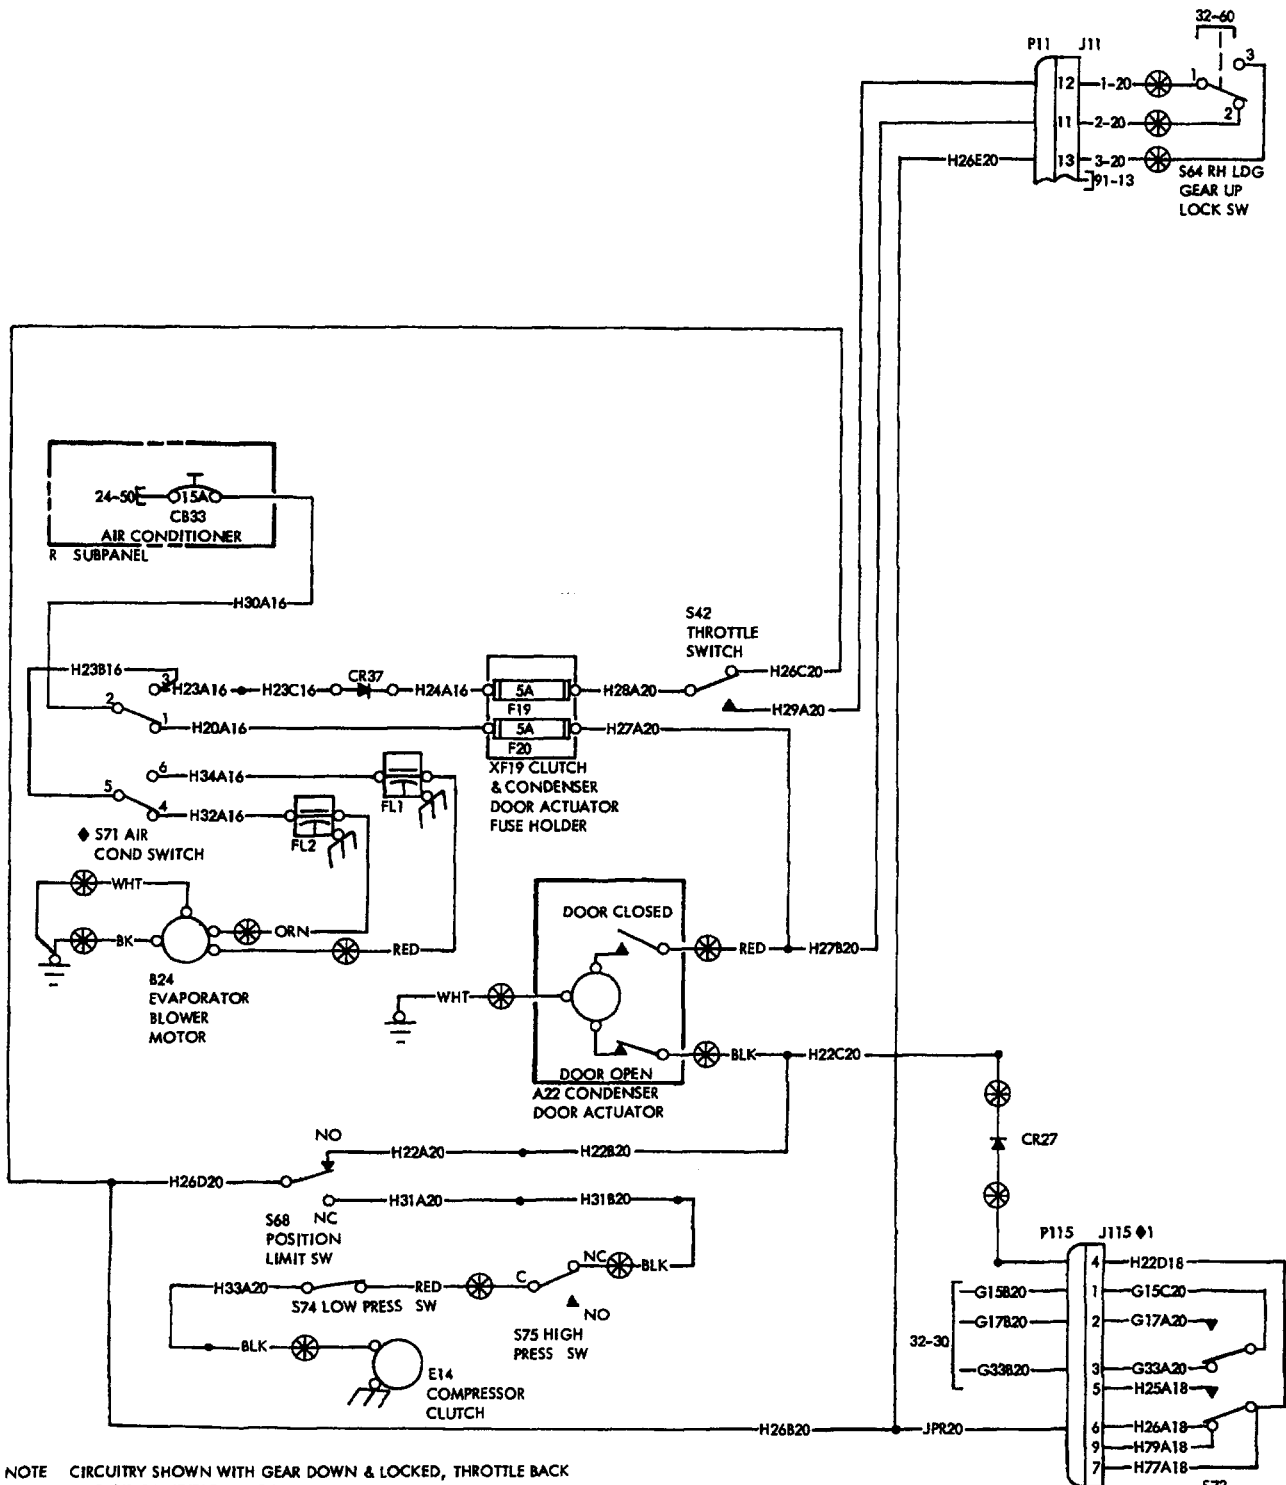 32-60
P11 J11
3
12 1-20 1
11 2-20 2
H26E20 13 3-20
91-13
S64 RH LDG
GEAR UP
LOCK SW
24-50 15A
CB33
AIR CONDITIONER
R SUBPANEL
H30A16
S42
THROTTLE
SWITCH
H23B16
H26C20
3 H23A16 H23C16 CR37 H24A16 5A H28A20
F19
2
H29A20
1 H20A16 5A H27A20
F20
XF19 CLUTCH
& CONDENSER
DOOR ACTUATOR
FUSE HOLDER
6 H34A16
FL1
5
4 H32A16
FL2
◆ S71 AIR
COND SWITCH
WHT
BK
ORN
RED
B24
EVAPORATOR
BLOWER
MOTOR
DOOR CLOSED
RED H27B20
WHT
BLK H22C20
DOOR OPEN
A22 CONDENSER
DOOR ACTUATOR
CR27
NO
H22A20 H22B20
H26D20
H31A20 H31B20
S68 NC
POSITION
LIMIT SW
NC BLK
H33A20 RED C
S74 LOW PRESS SW
NO
S75 HIGH
PRESS SW
BLK
E14
COMPRESSOR
CLUTCH
P115 J115 ◆1
4 H22D18
G15B20 1 G15C20
G17B20 2 G17A20
32-30
G33B20 3 G33A20
5 H25A18
H26B20 JPR20 6 H26A18
9 H79A18
7 H77A18
NOTE CIRCUITRY SHOWN WITH GEAR DOWN & LOCKED, THROTTLE BACK